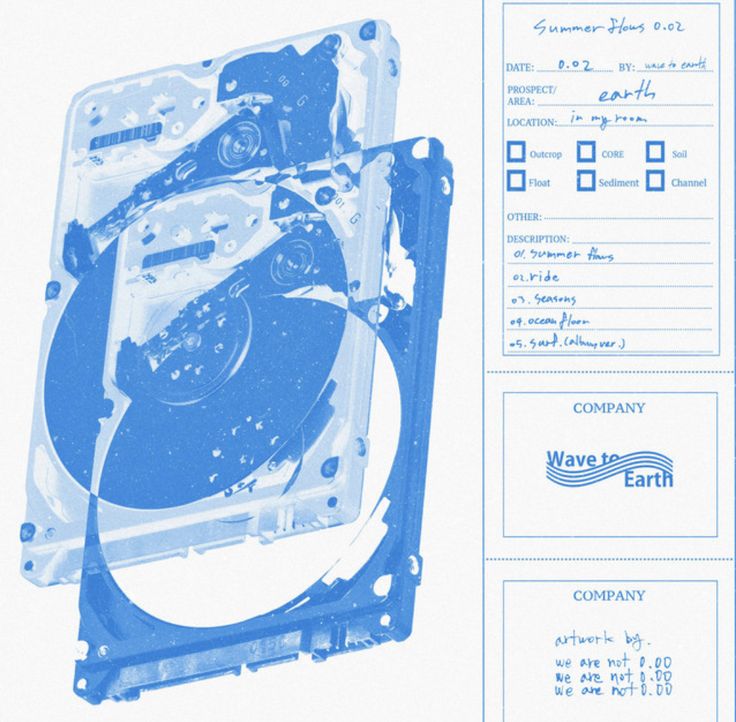 00 G
001 G
Summer flows 0.02
DATE: 0.02 BY: wave to earth
PROSPECT/
AREA: earth
LOCATION: in my room
Outcrop CORE Soil
Float Sediment Channel
OTHER:
DESCRIPTION:
01. Summer flows
02. ride
03. Seasons
04. ocean floor
05. surf. (album ver.)
COMPANY
Wave to
Earth
COMPANY
artwork by.
we are not 0.00
we are not 0.00
we are not 0.00